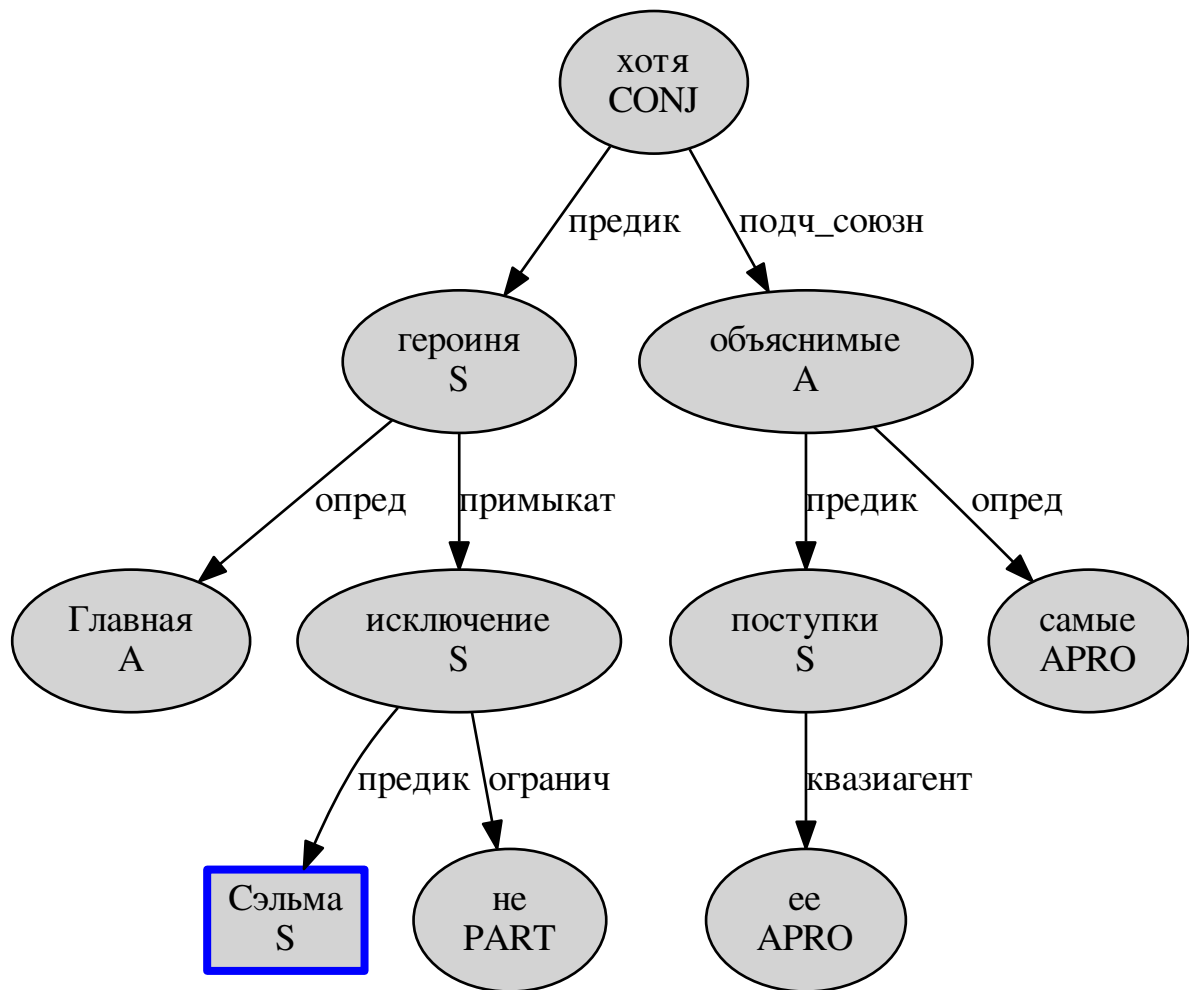 хотя
CONJ
предик
подч_союзн
героиня
S
объяснимые
A
опред
примыкат
предик
опред
Главная
A
исключение
S
поступки
S
самые
APRO
предик
огранич
квазиагент
Сэльма
S
не
PART
ее
APRO